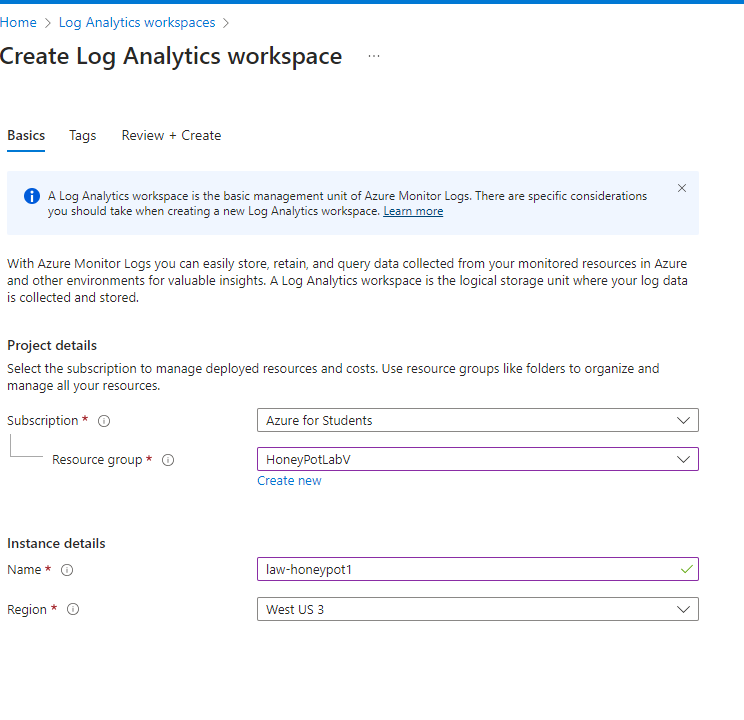 Home > Log Analytics workspaces >
Create Log Analytics workspace ...
Basics Tags Review + Create
A Log Analytics workspace is the basic management unit of Azure Monitor Logs. There are specific considerations
you should take when creating a new Log Analytics workspace. Learn more
With Azure Monitor Logs you can easily store, retain, and query data collected from your monitored resources in Azure
and other environments for valuable insights. A Log Analytics workspace is the logical storage unit where your log data
is collected and stored.
Project details
Select the subscription to manage deployed resources and costs. Use resource groups like folders to organize and
manage all your resources.
Subscription * Azure for Students
Resource group * HoneyPotLabV
Create new
Instance details
Name * law-honeypot1
Region * West US 3